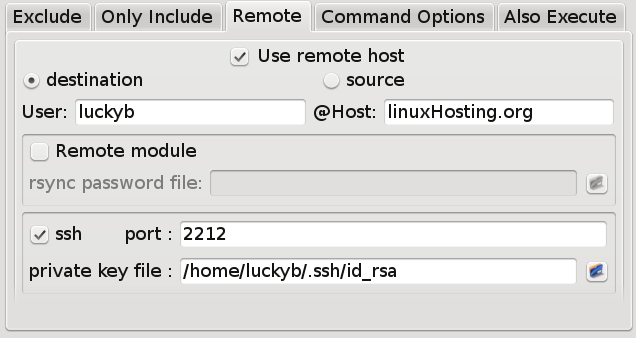 Exclude Only Include Remote Command Options Also Execute
Use remote host
destination source
User: luckyb @Host: linuxHosting.org
Remote module
rsync password file:
ssh port : 2212
private key file : /home/luckyb/.ssh/id_rsa